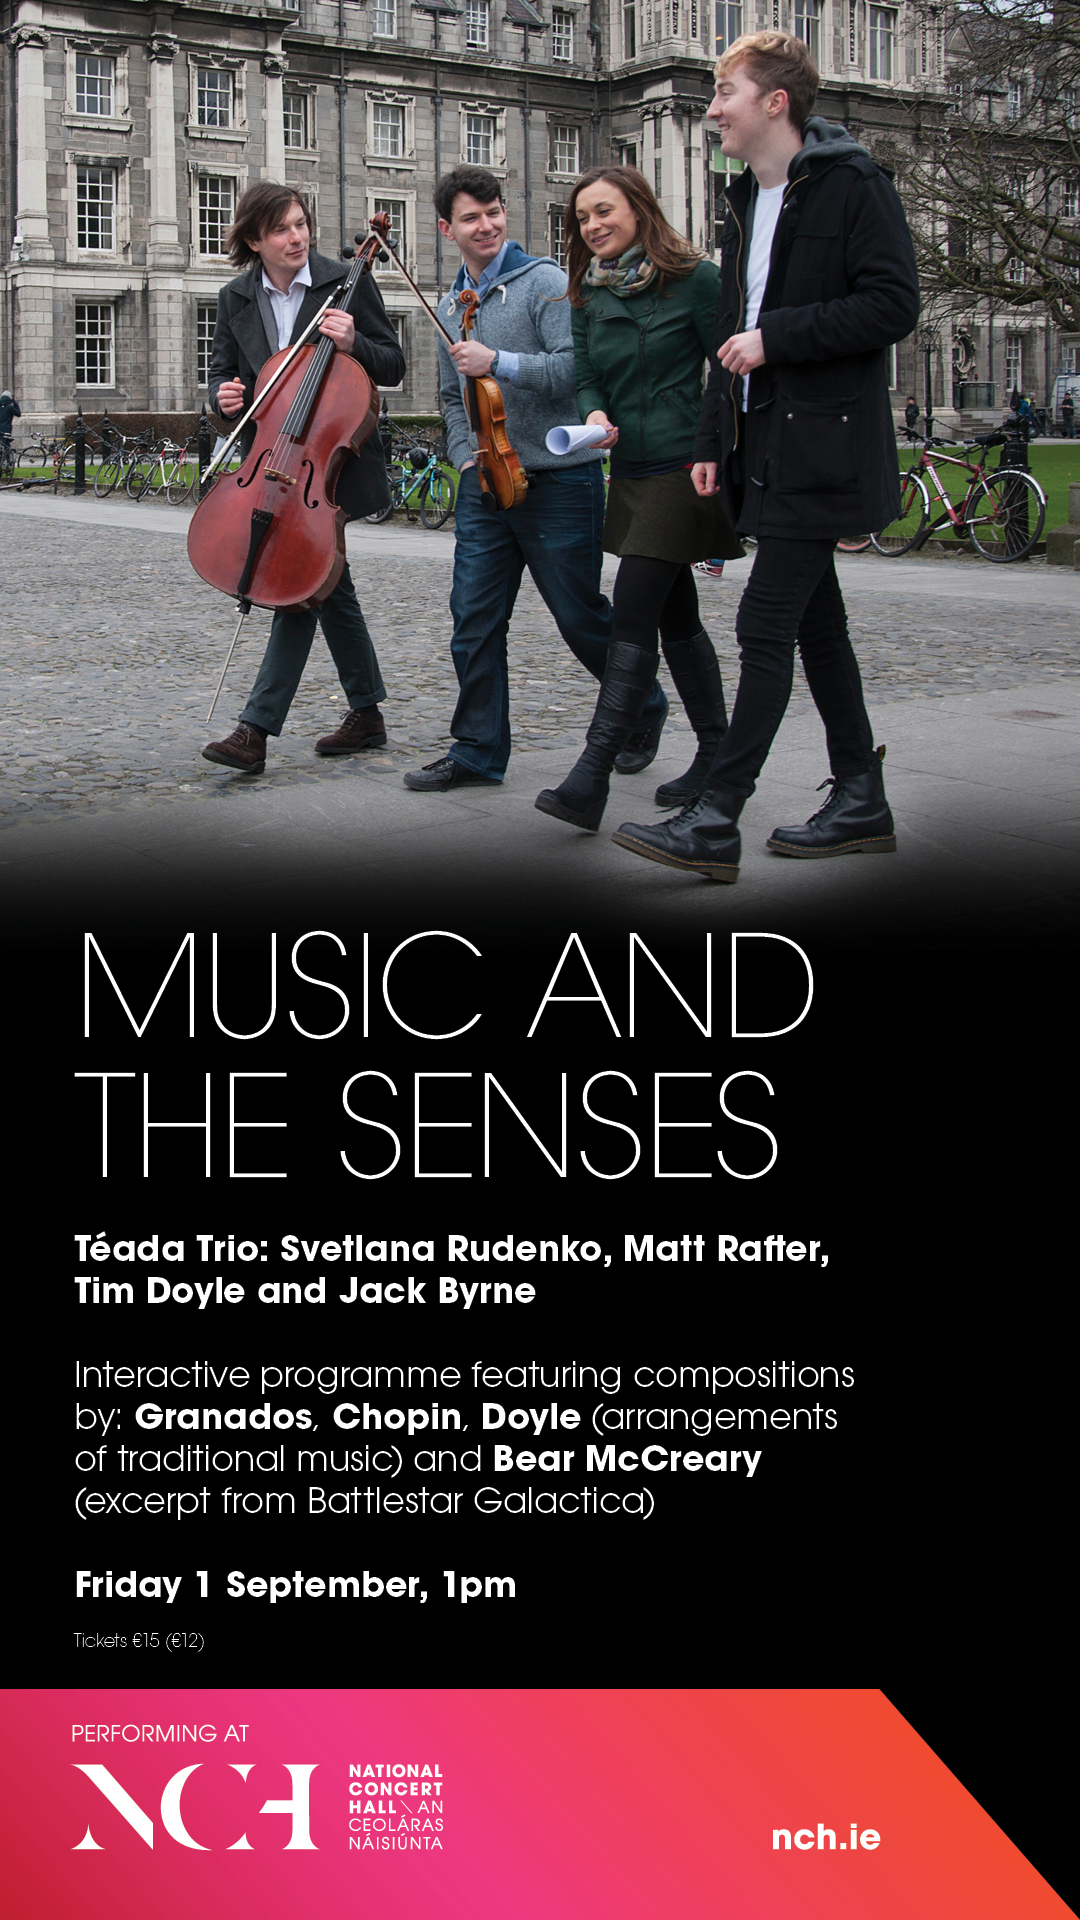 MUSIC AND
THE SENSES
Téada Trio: Svetlana Rudenko, Matt Rafter,
Tim Doyle and Jack Byrne
Interactive programme featuring compositions
by: Granados, Chopin, Doyle (arrangements
of traditional music) and Bear McCreary
(excerpt from Battlestar Galactica)
Friday 1 September, 1pm
Tickets €15 (€12)
PERFORMING AT
NCH
NATIONAL
CONCERT
HALL \ AN
CEOLÁRAS
NÁISIÚNTA
nch.ie